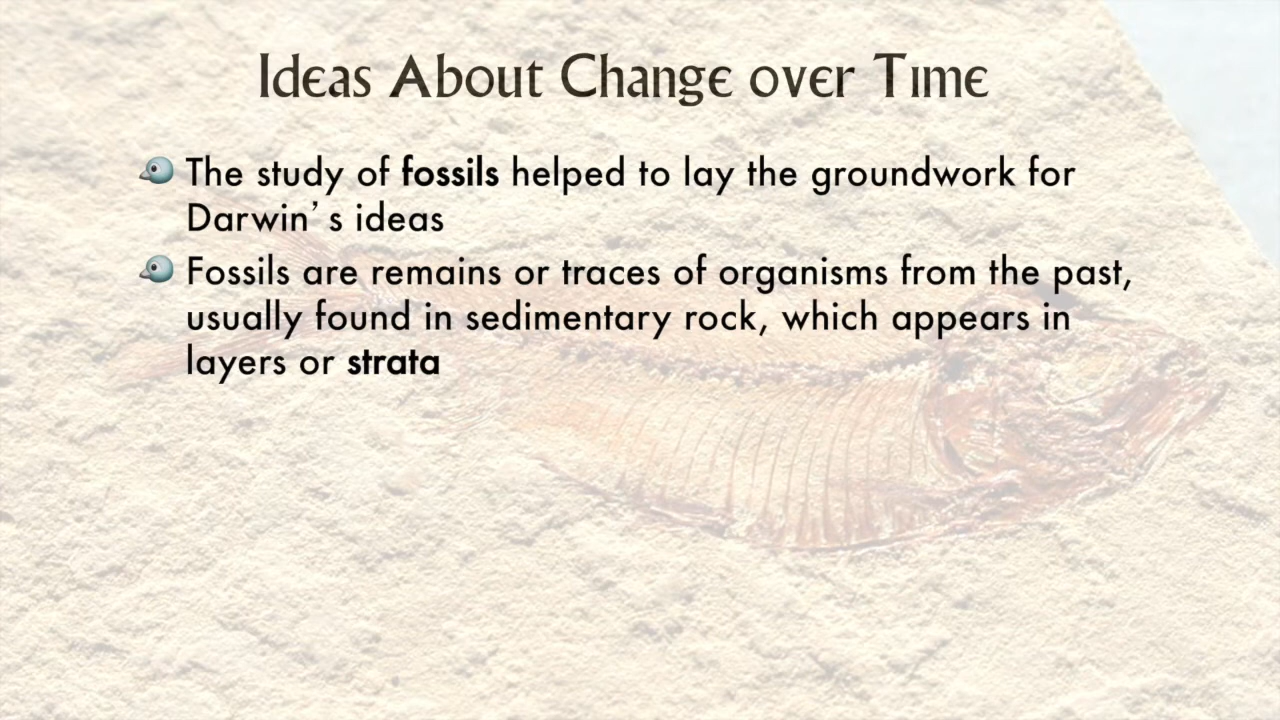 Ideas About Change over Time
The study of fossils helped to lay the groundwork for
Darwin’ s ideas
Fossils are remains or traces of organisms from the past,
usually found in sedimentary rock, which appears in
layers or strata